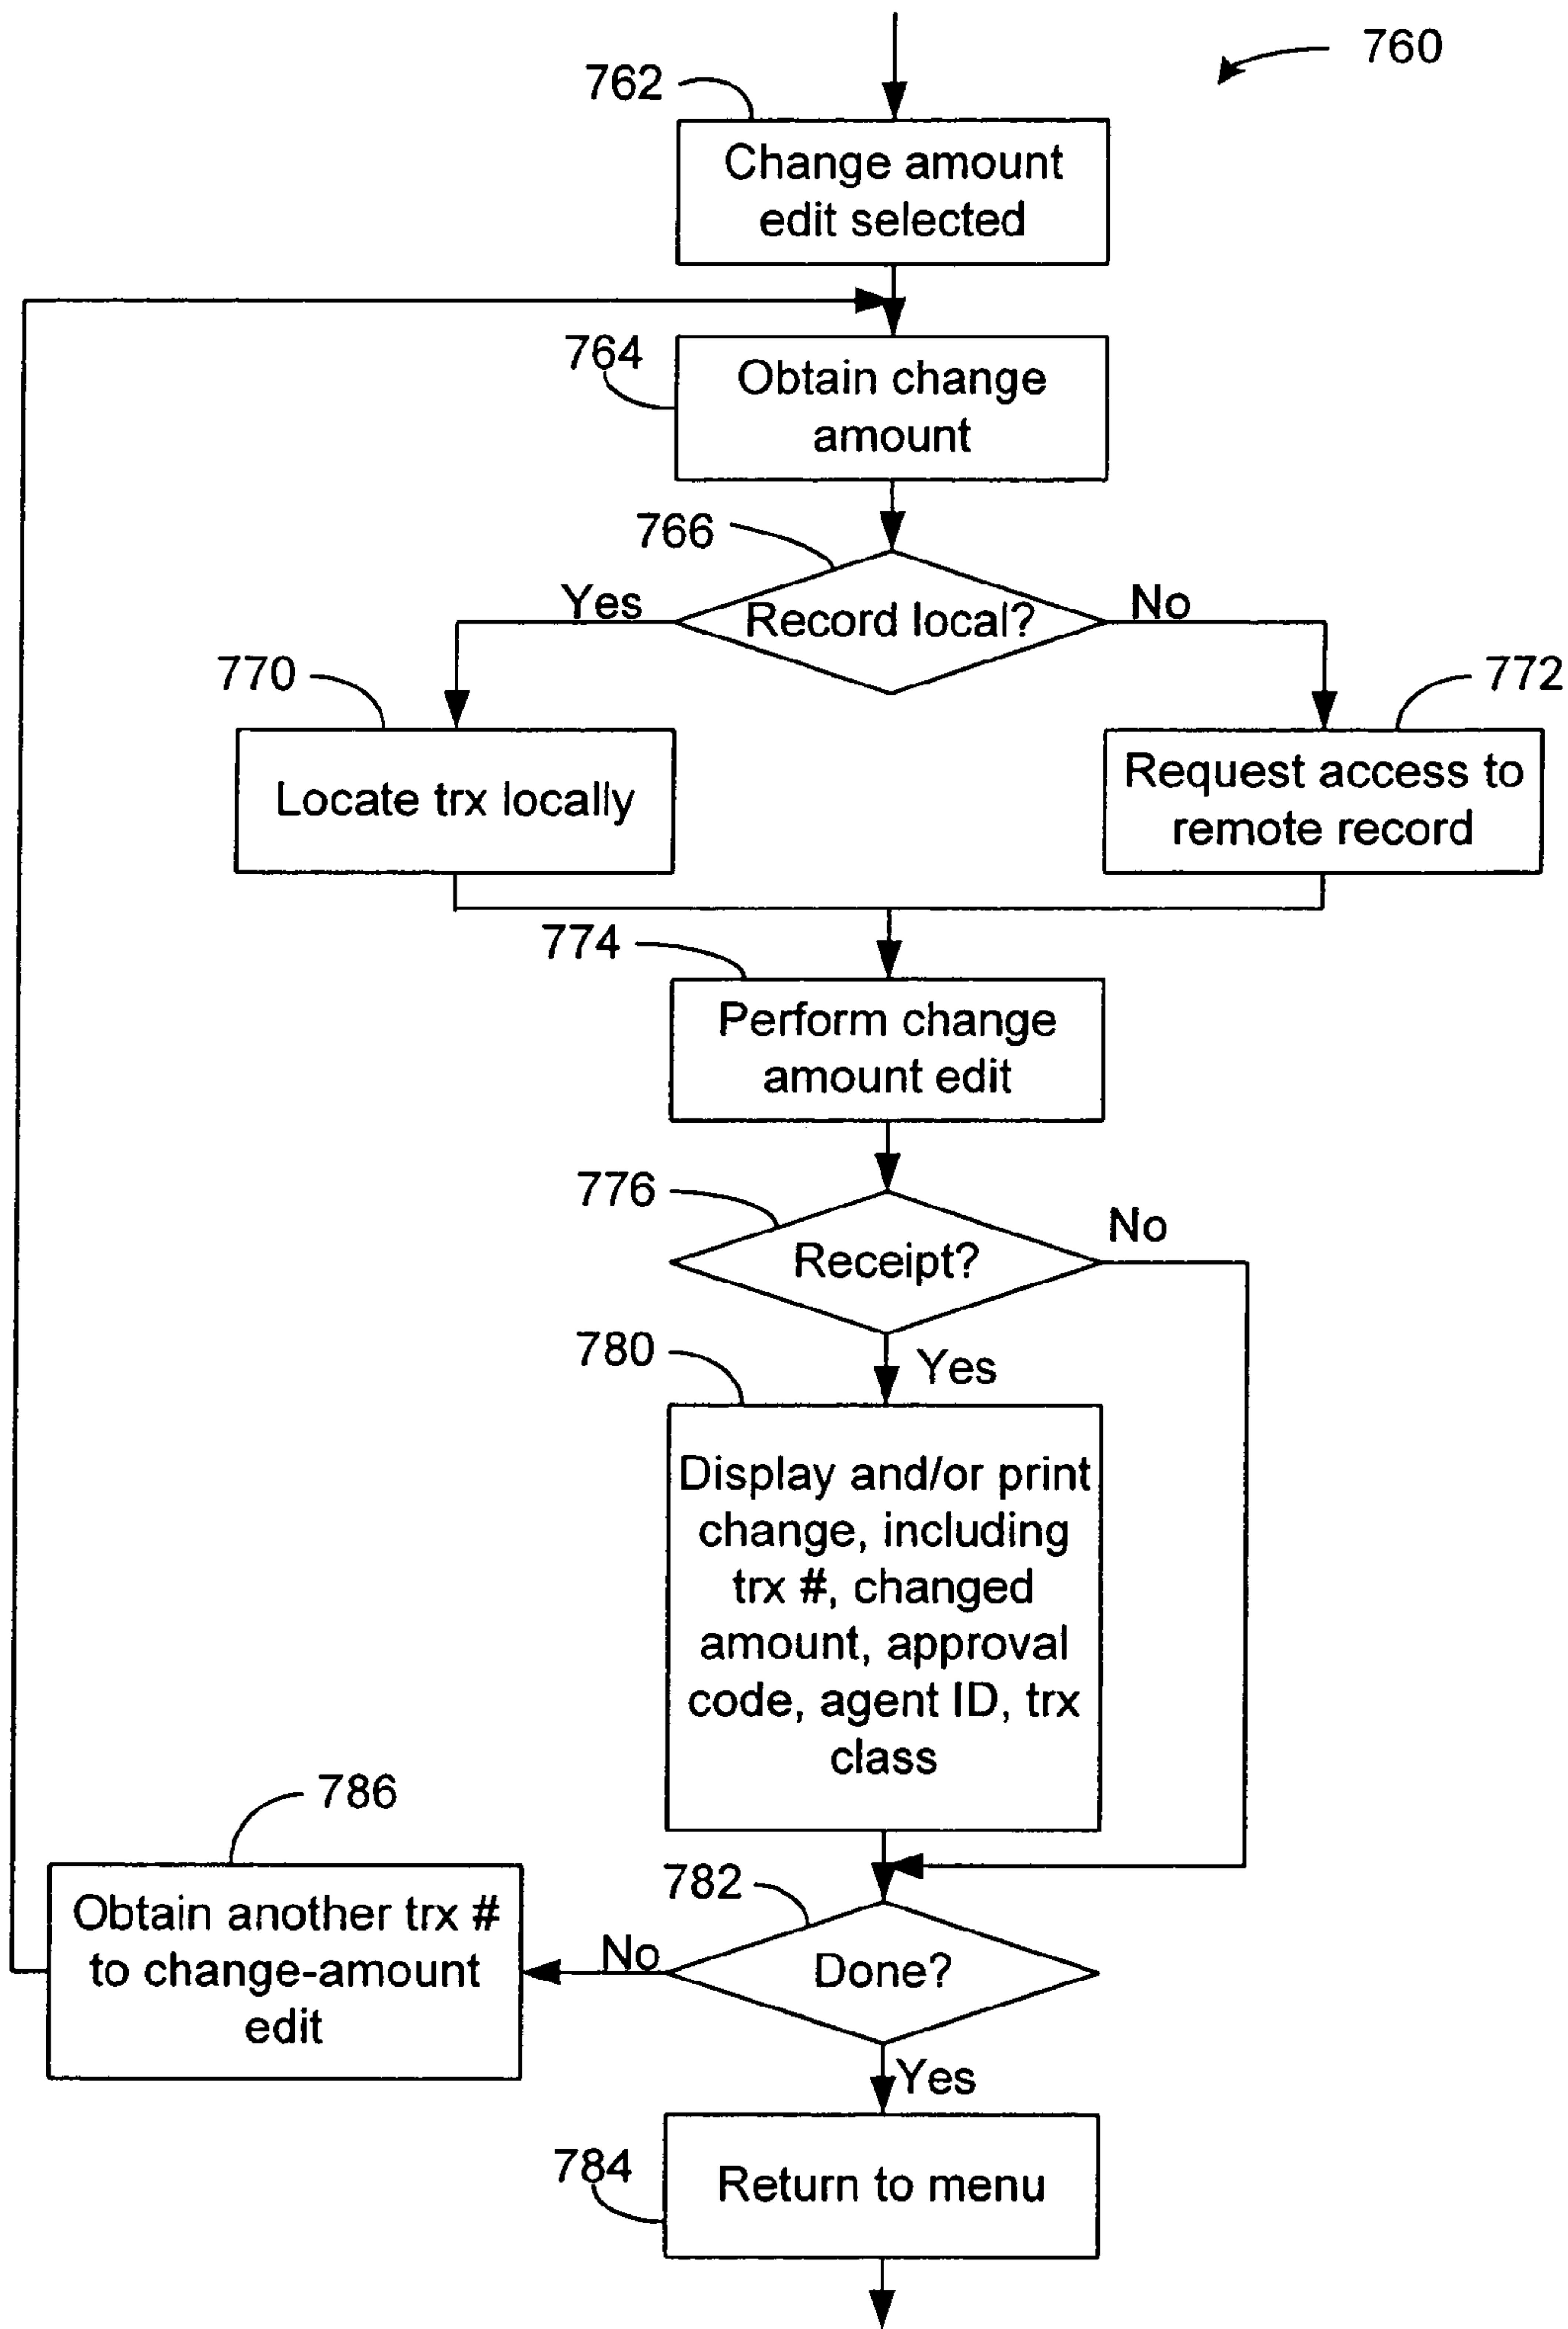 760
762
Change amount
edit selected
764
Obtain change
amount
766
Yes
Record local?
No
770
772
Locate trx locally
Request access to
remote record
774
Perform change
amount edit
776
No
Receipt?
780
Yes
Display and/or print
change, including
trx #, changed
amount, approval
code, agent ID, trx
class
786
782
Obtain another trx #
to change-amount
edit
No
Done?
Yes
784
Return to menu